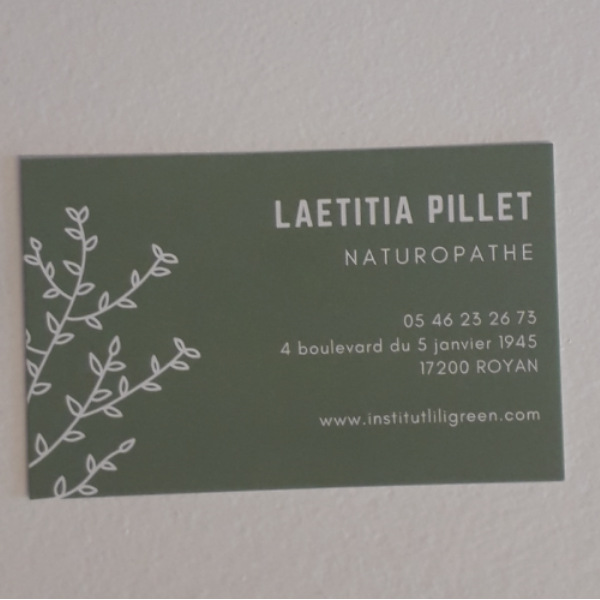 LAETITIA PILLET
NATUROPATHE
05 46 23 26 73
4 boulevard du 5 janvier 1945
17200 ROYAN
www.institutliligreen.com